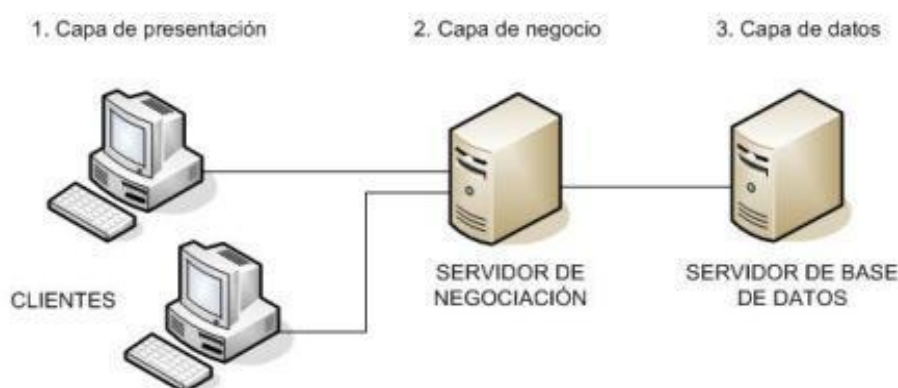 1. Capa de presentación
2. Capa de negocio
3. Capa de datos
CLIENTES
SERVIDOR DE
NEGOCIACIÓN
SERVIDOR DE BASE
DE DATOS